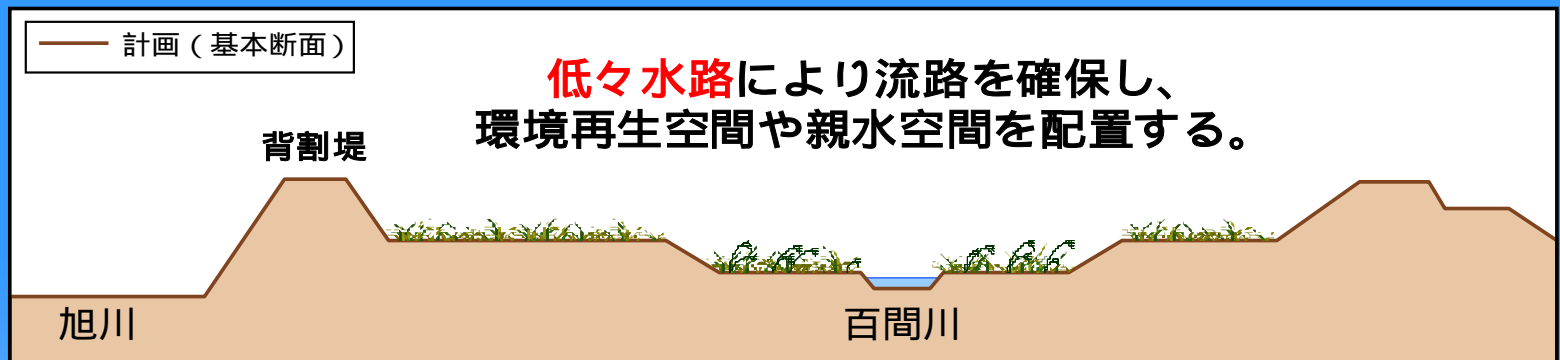 計画（基本断面）
低々水路により流路を確保し、
環境再生空間や親水空間を配置する。
背割堤
旭川
百間川